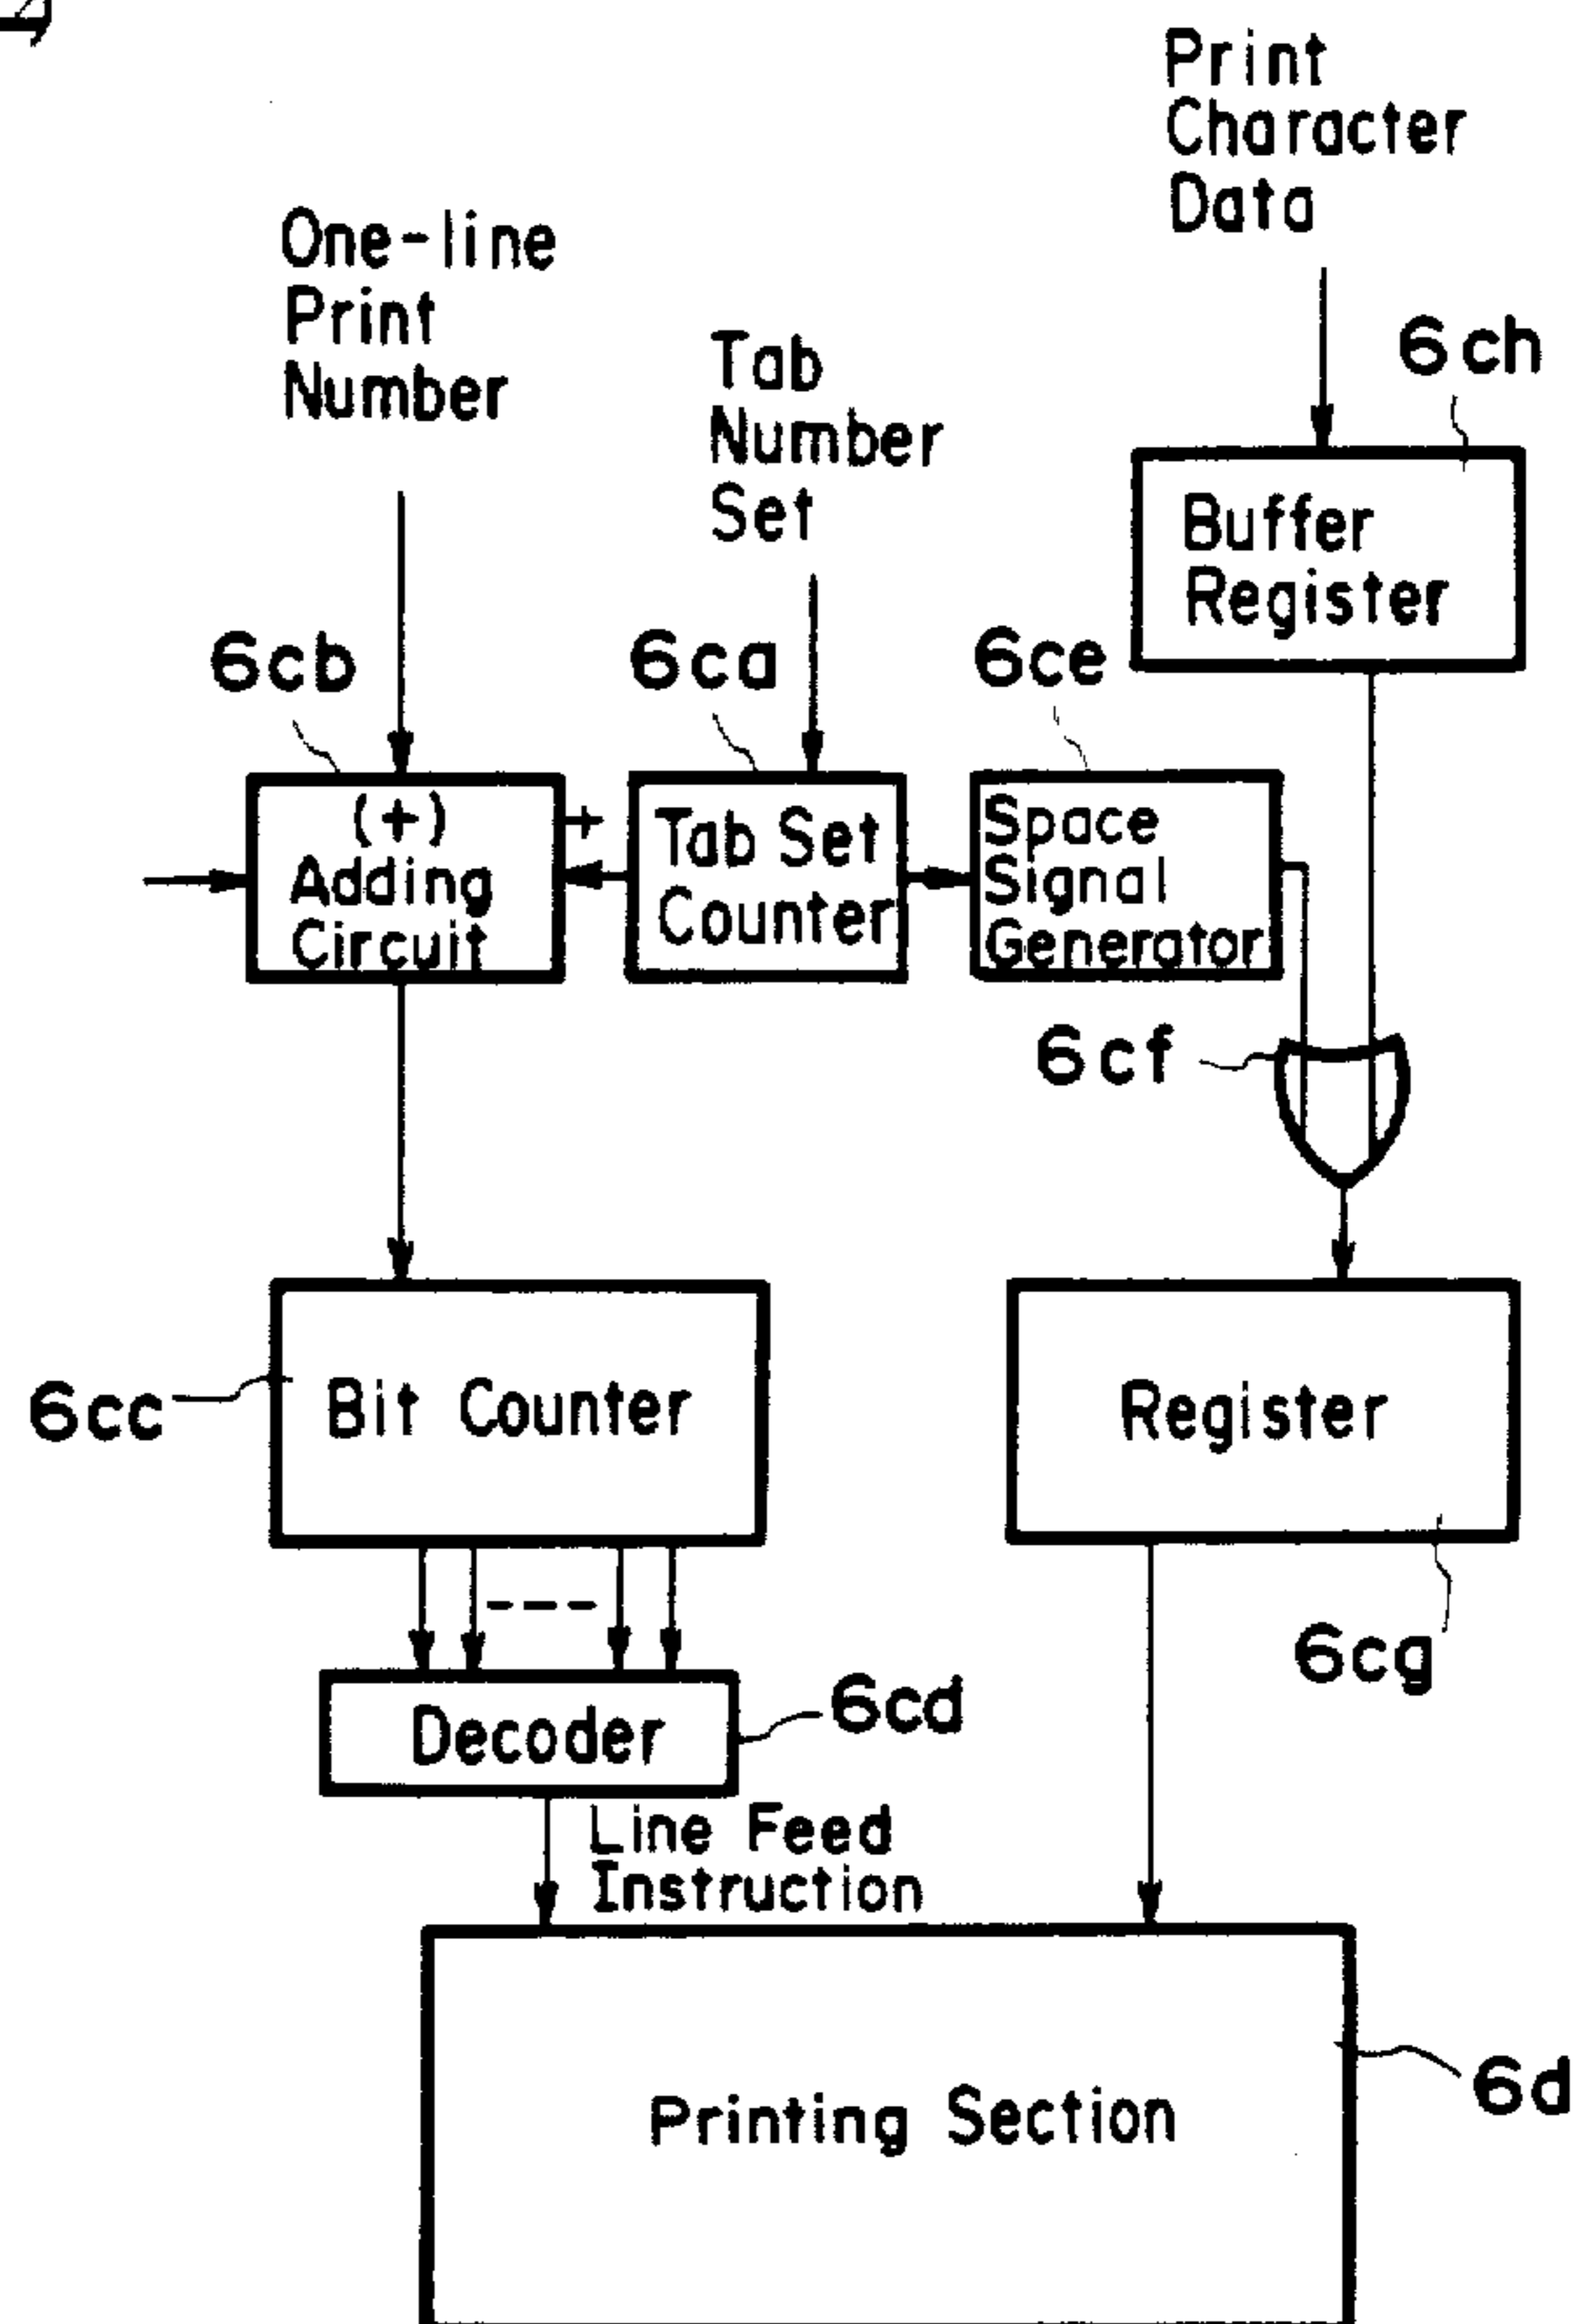 Print
Character
Data
One-line
Print
Number
Tab
Number
Set
6ch
Buffer
Register
6cb
6ca
6ce
(+)
Adding
Circuit
+
Tab Set
Counter
Space
Signal
Generator
6cf
6cc
Bit Counter
Register
6cg
Decoder
6cd
Line Feed
Instruction
Printing Section
6d